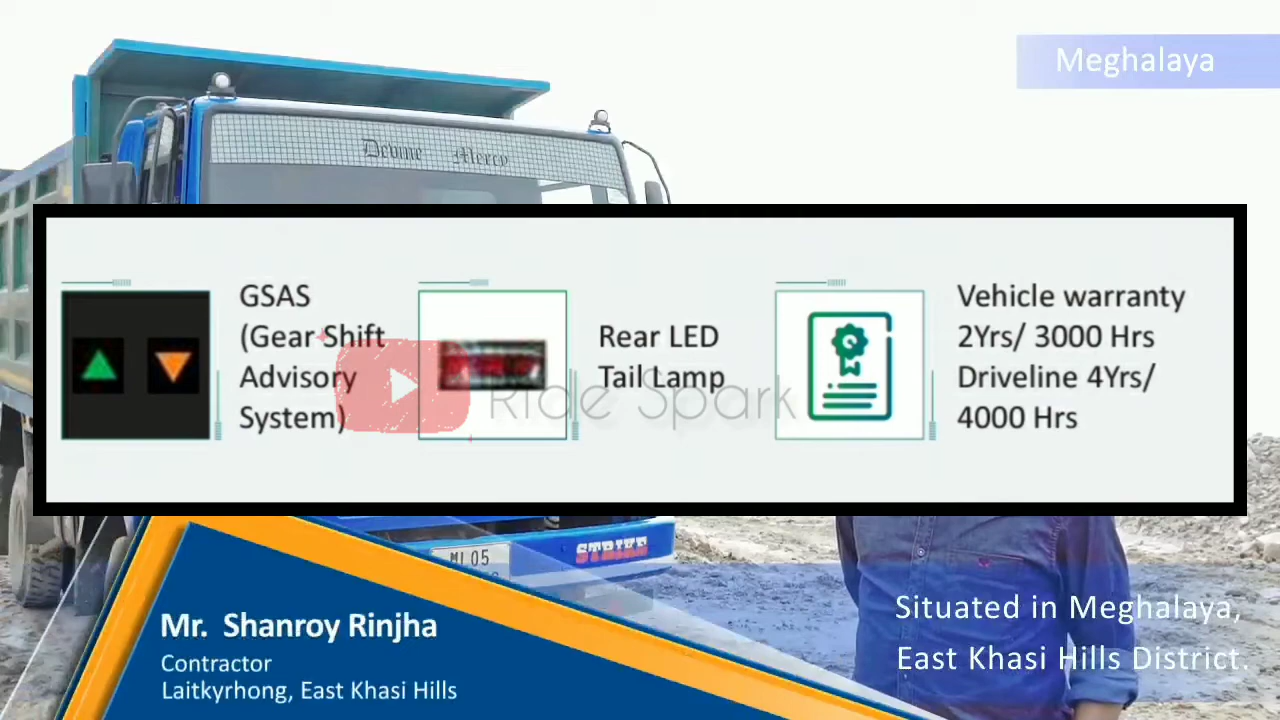 Meghalaya
Devine Mercy
GSAS
(Gear Shift
Advisory
System)
Rear LED
Tail Lamp
Vehicle warranty
2Yrs/ 3000 Hrs
Driveline 4Yrs/
4000 Hrs
Ride Spark
ML05
STRIKE
Mr. Shanroy Rinjha
Contractor
Laitkyrhong, East Khasi Hills
Situated in Meghalaya,
East Khasi Hills District.